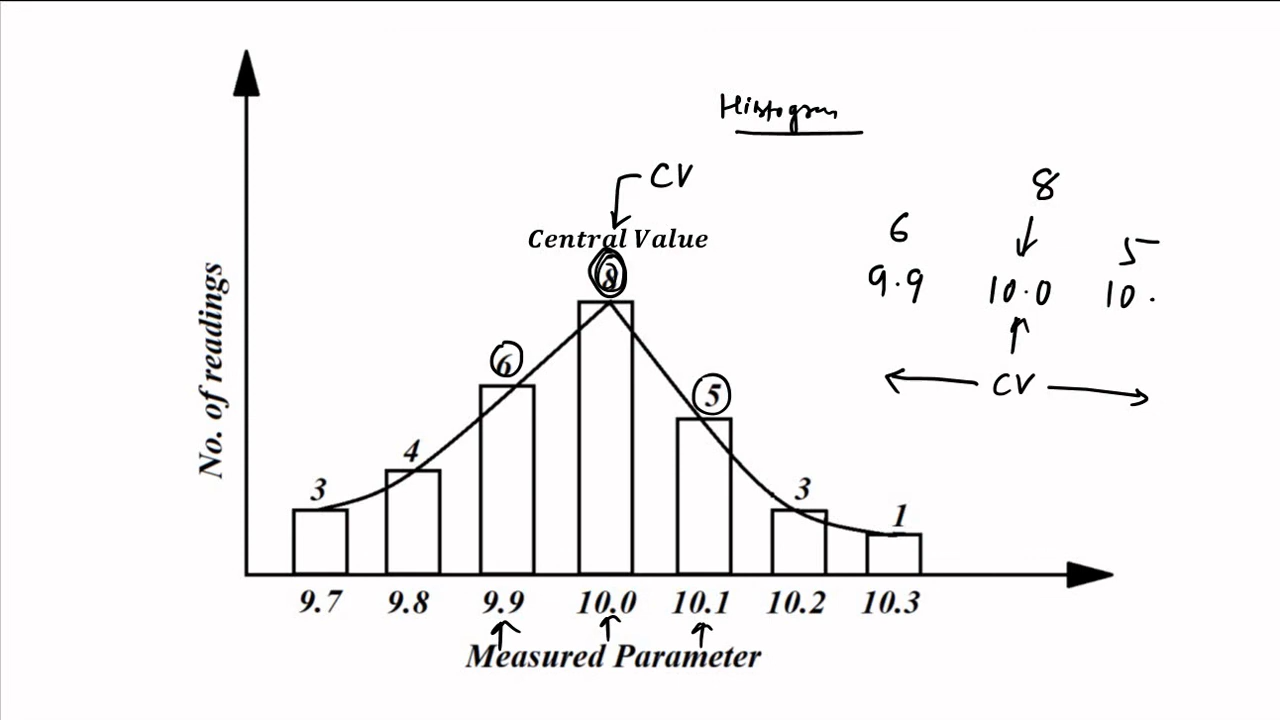 Histogram
CV
8
Central Value
6
5
8
9.9 10.0 10.
6
CV
5
4
3
3
1
No. of readings
9.7 9.8 9.9 10.0 10.1 10.2 10.3
Measured Parameter